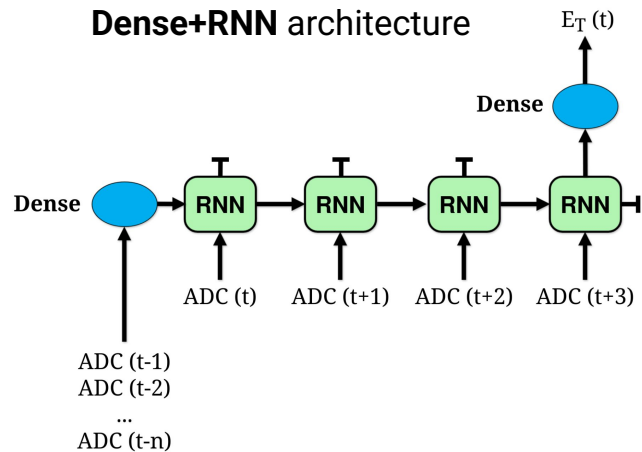 Dense+RNN architecture
E_T (t)
Dense
Dense
RNN
RNN
RNN
RNN
ADC (t)
ADC (t+1)
ADC (t+2)
ADC (t+3)
ADC (t-1)
ADC (t-2)
...
ADC (t-n)